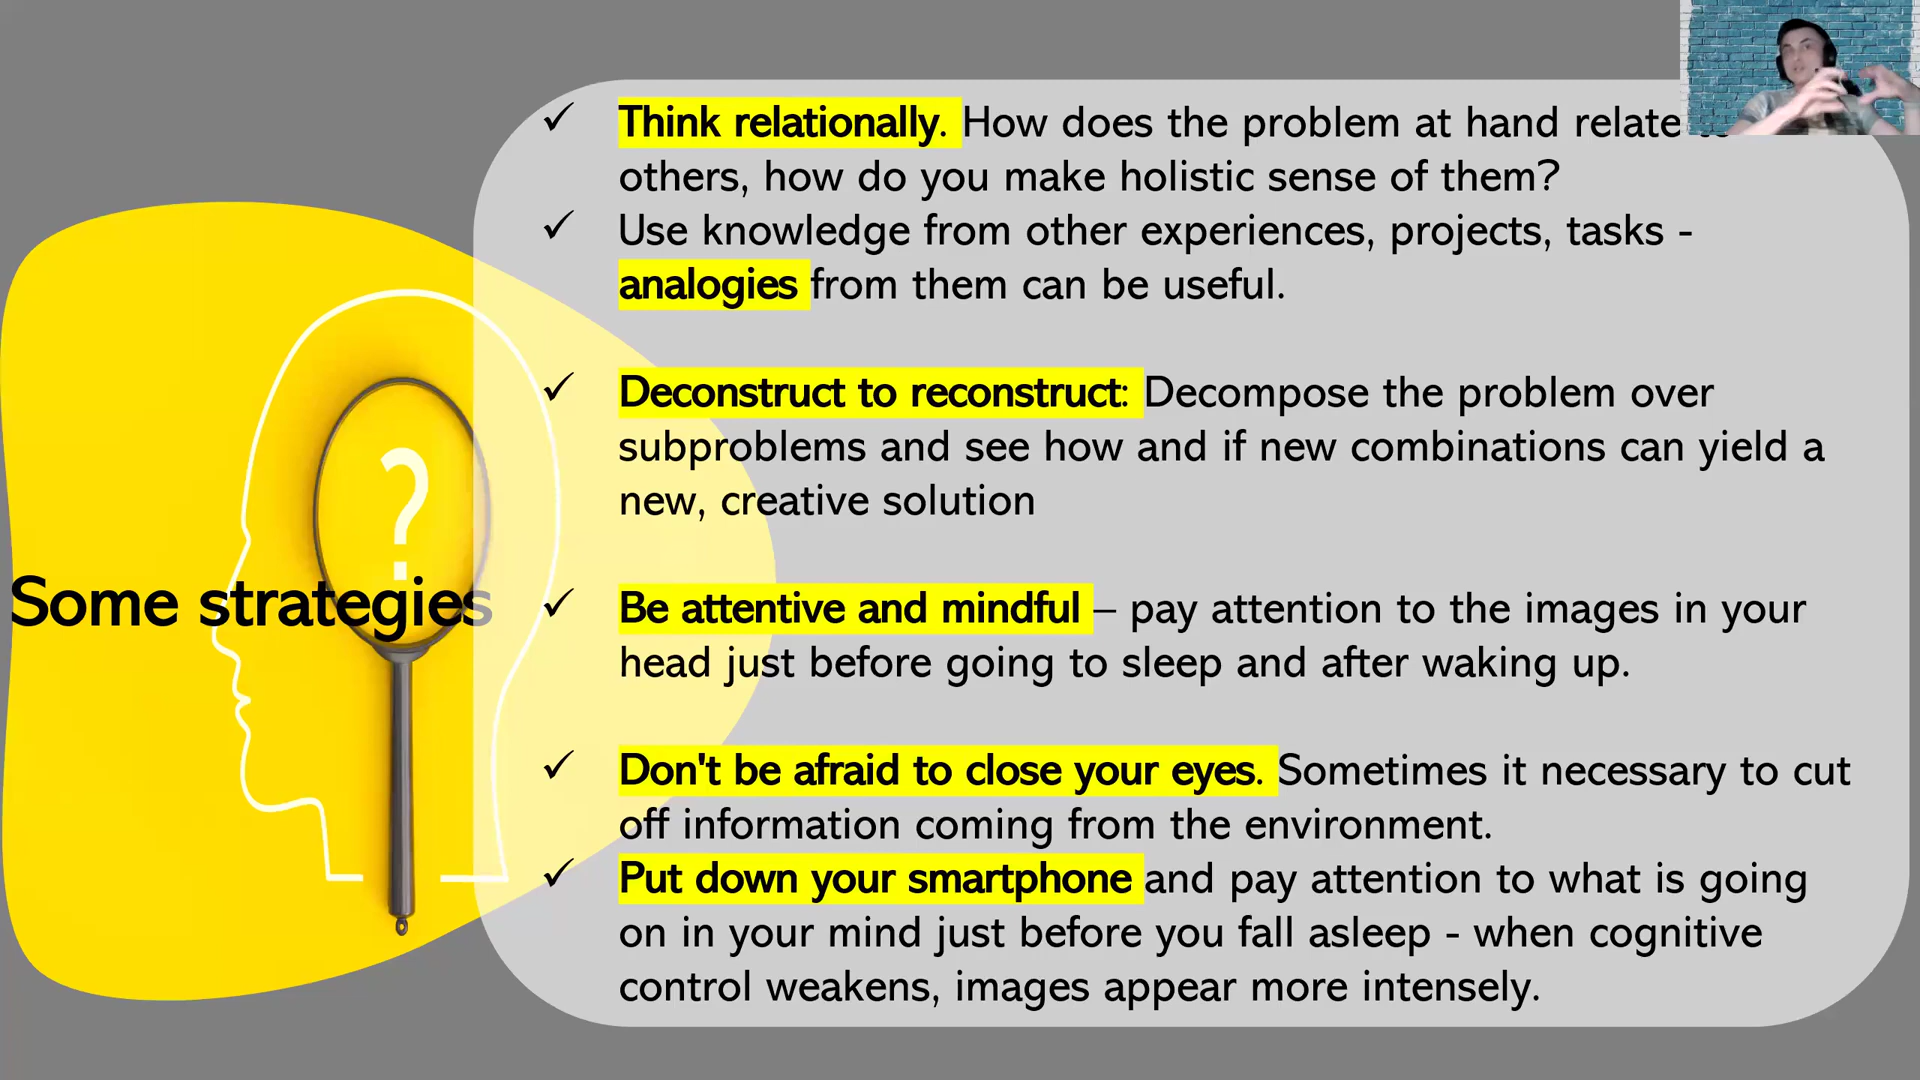 Some strategies
✓ Think relationally. How does the problem at hand relate to
others, how do you make holistic sense of them?
✓ Use knowledge from other experiences, projects, tasks -
analogies from them can be useful.
✓ Deconstruct to reconstruct: Decompose the problem over
subproblems and see how and if new combinations can yield a
new, creative solution
✓ Be attentive and mindful – pay attention to the images in your
head just before going to sleep and after waking up.
✓ Don't be afraid to close your eyes. Sometimes it necessary to cut
off information coming from the environment.
✓ Put down your smartphone and pay attention to what is going
on in your mind just before you fall asleep - when cognitive
control weakens, images appear more intensely.
?